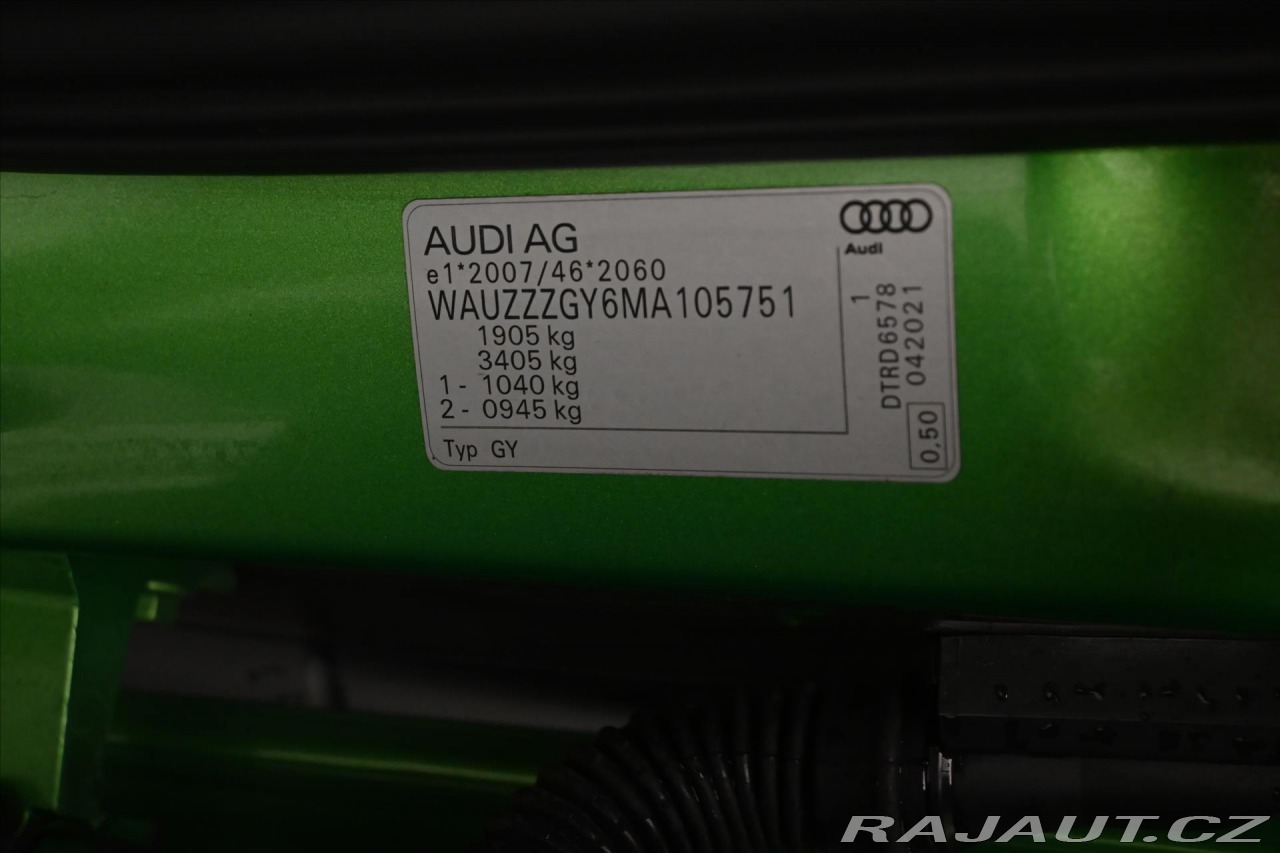 AUDI AG
e1*2007/46*2060
WAUZZZGY6MA105751
1905 kg
3405 kg
1 - 1040 kg
2 - 0945 kg
Typ GY
Audi
1
DTRD6578
042021
0,50
RAJAUT.CZ